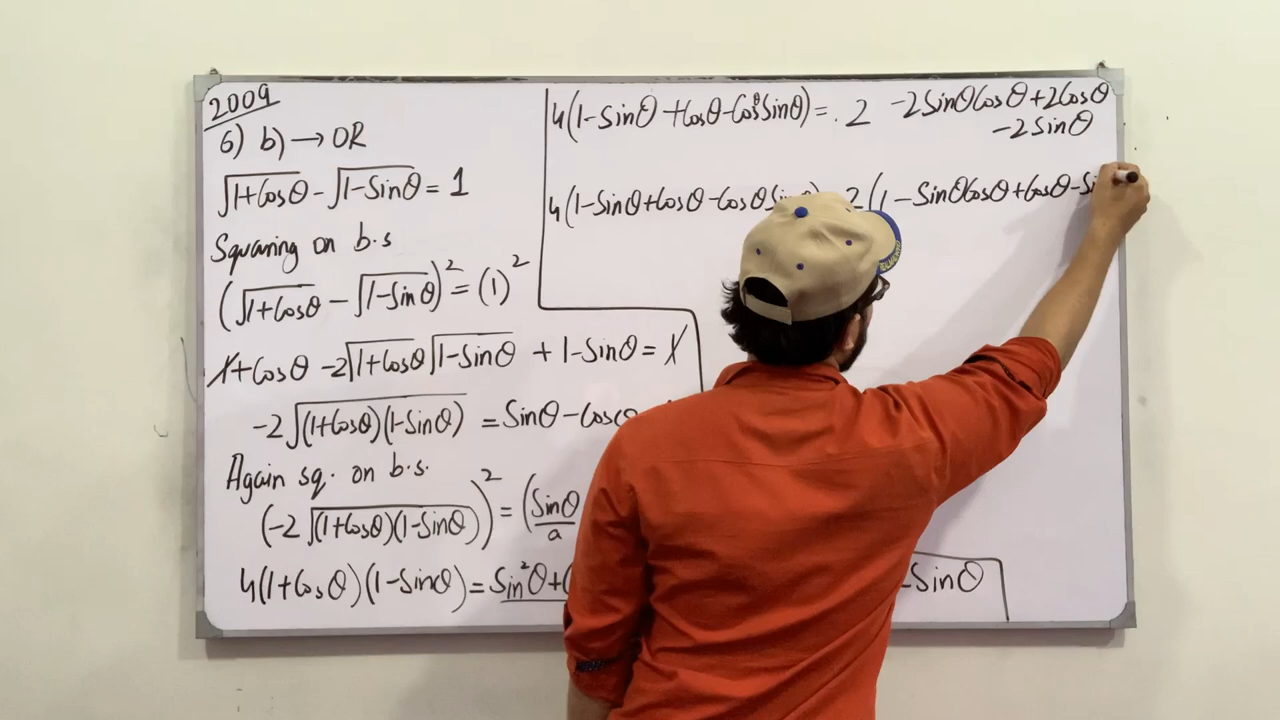 2009
6) b) → OR
√1+Cosθ - √1-Sinθ = 1
Squaring on b.s
(√1+Cosθ - √1-Sinθ)² = (1)²
1+Cosθ -2√1+Cosθ √1-Sinθ + 1-Sinθ = 1
-2√(1+Cosθ)(1-Sinθ) = Sinθ-Cosθ
Again sq. on b.s.
(-2√(1+Cosθ)(1-Sinθ))² = (Sinθ
a
4(1+Cosθ)(1-Sinθ) = Sin²θ+
4(1-Sinθ+Cosθ-CosθSinθ) = 2 -2SinθCosθ+2Cosθ
-2Sinθ
4(1-Sinθ+Cosθ-Cosθ 2(1-SinθCosθ+Cosθ-
-Sinθ